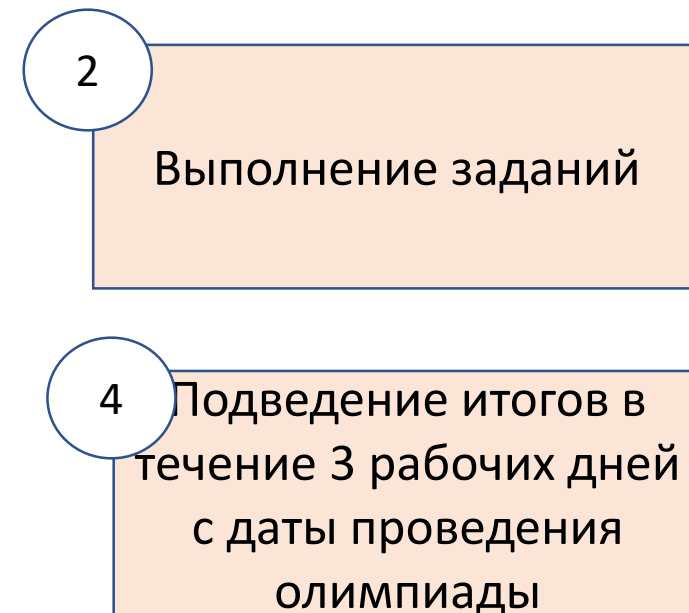 2
Выполнение заданий
4
Подведение итогов в
течение 3 рабочих дней
с даты проведения
олимпиады